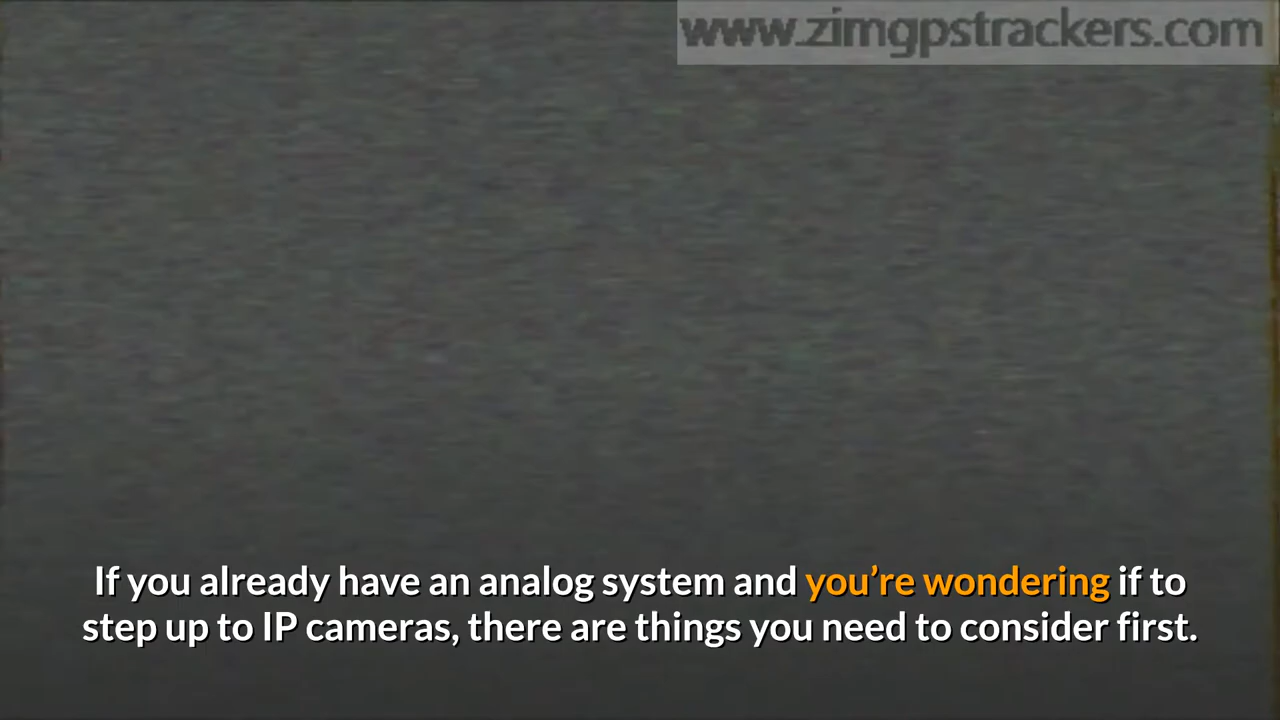 www.zimgpstrackers.com
If you already have an analog system and you’re wondering if to
step up to IP cameras, there are things you need to consider first.